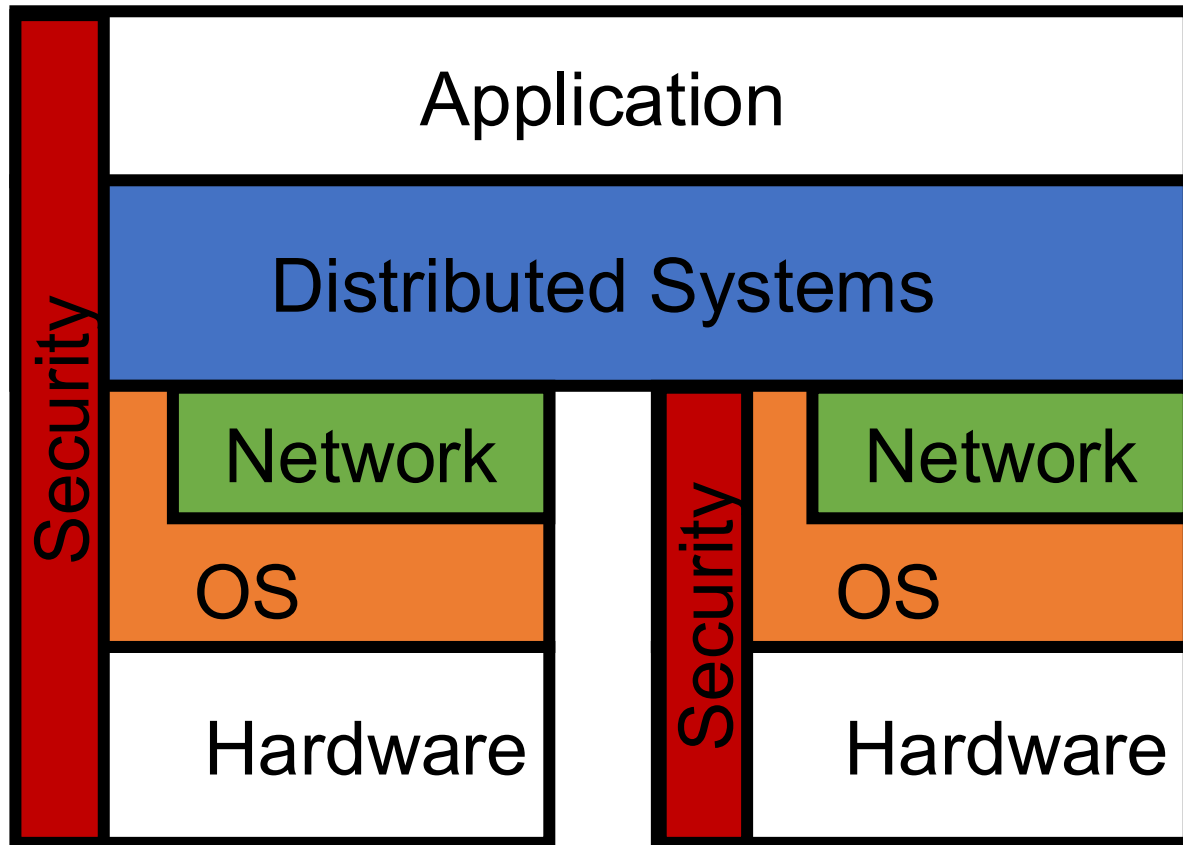 Application
Distributed Systems
Security
Network
OS
Hardware
Security
Network
OS
Hardware